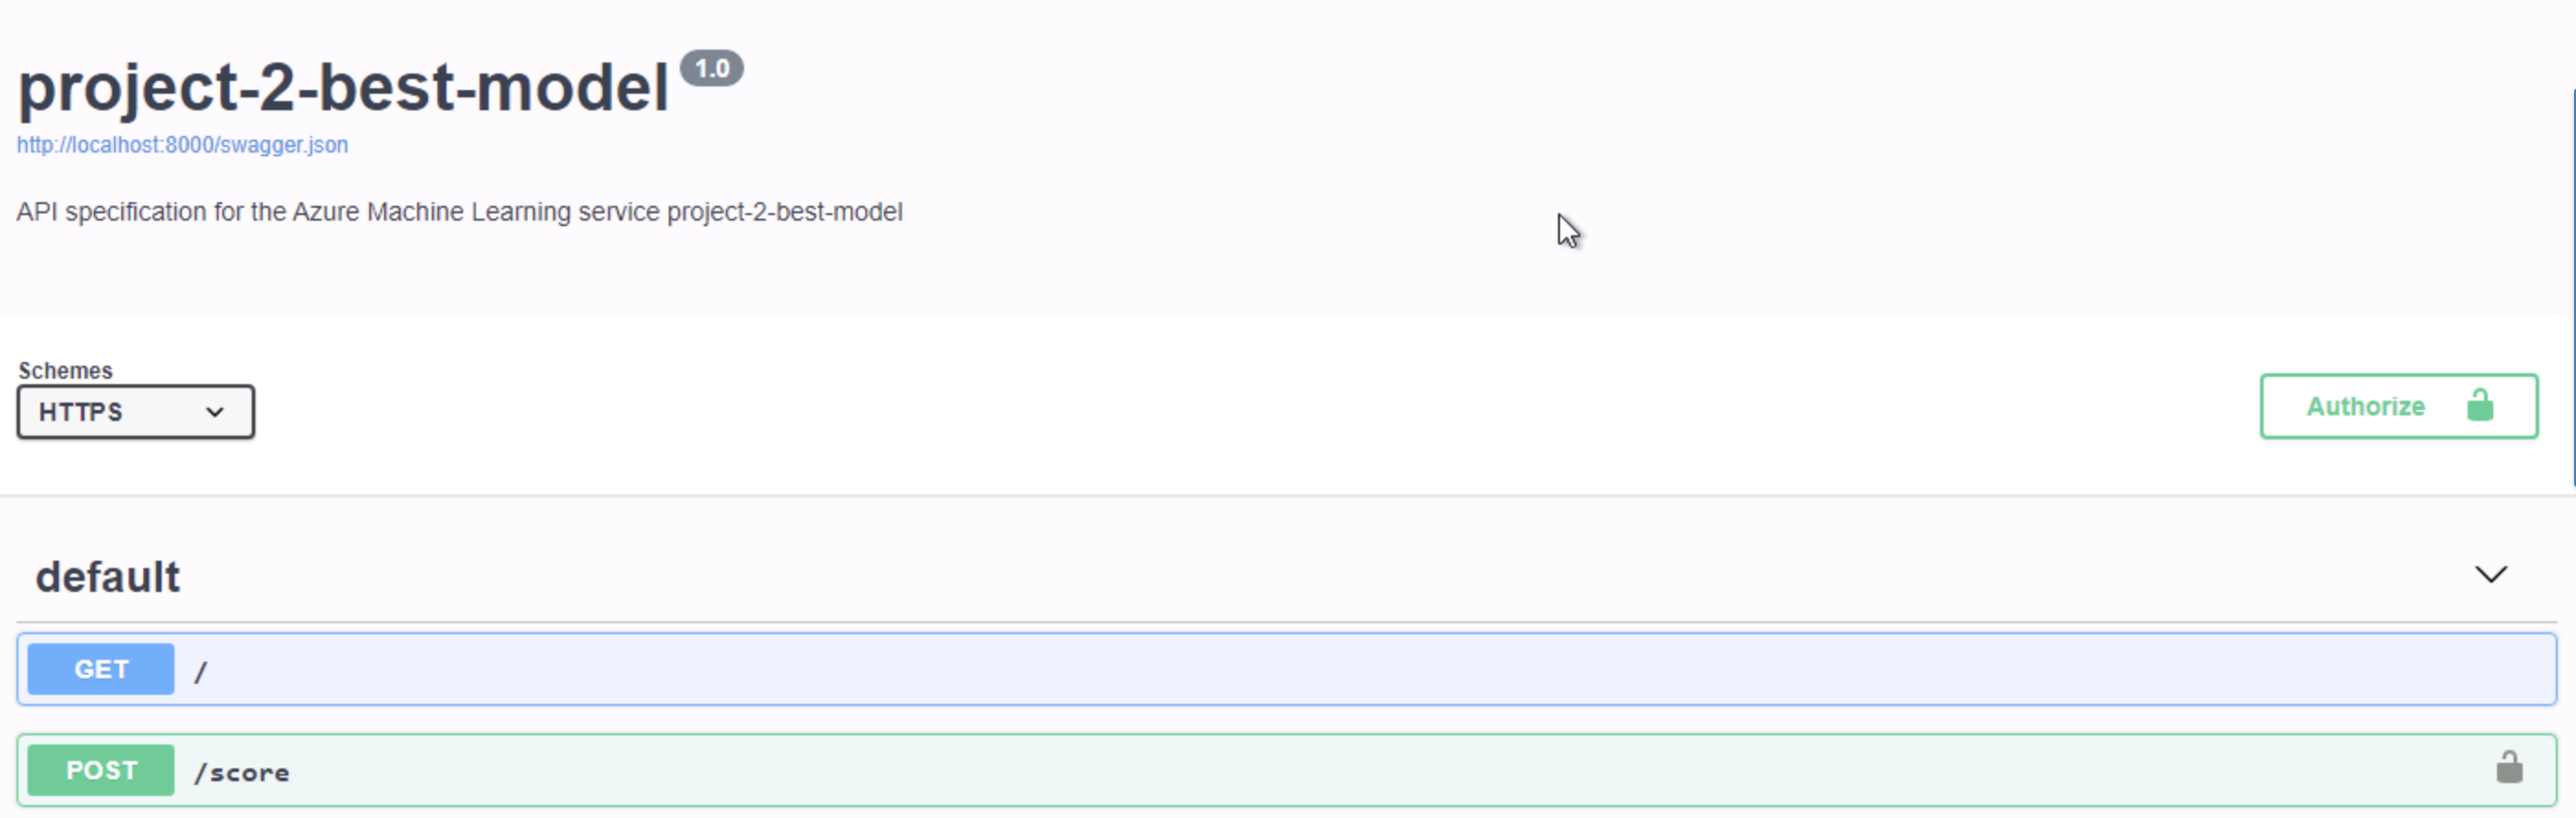 project-2-best-model 1.0
http://localhost:8000/swagger.json
API specification for the Azure Machine Learning service project-2-best-model
Schemes
HTTPS
Authorize
default
GET /
POST /score